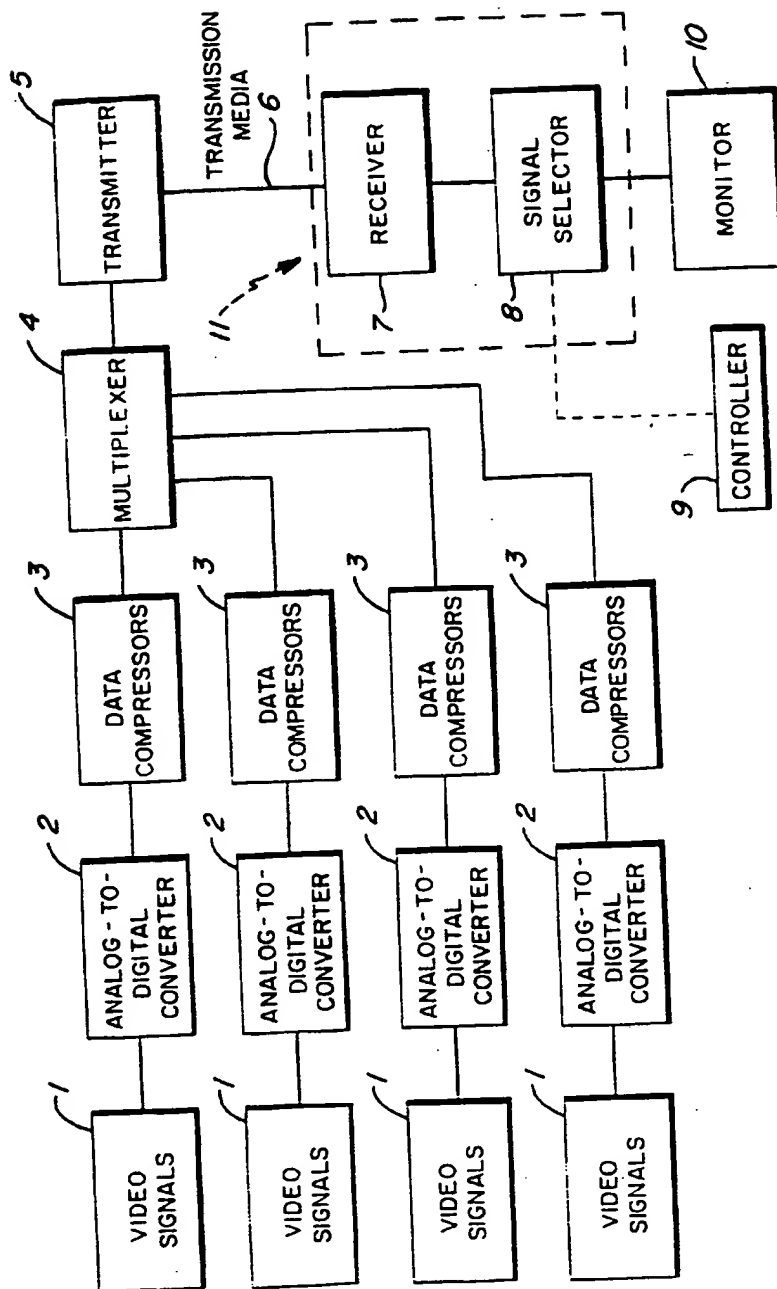 1
VIDEO
SIGNALS
2
ANALOG-TO-
DIGITAL
CONVERTER
3
DATA
COMPRESSORS
4
MULTIPLEXER
5
TRANSMITTER
1
VIDEO
SIGNALS
2
ANALOG-TO-
DIGITAL
CONVERTER
3
DATA
COMPRESSORS
1
VIDEO
SIGNALS
2
ANALOG-TO-
DIGITAL
CONVERTER
3
DATA
COMPRESSORS
1
VIDEO
SIGNALS
2
ANALOG-TO-
DIGITAL
CONVERTER
3
DATA
COMPRESSORS
TRANSMISSION
MEDIA
6
11
RECEIVER
7
SIGNAL
SELECTOR
8
9
CONTROLLER
10
MONITOR